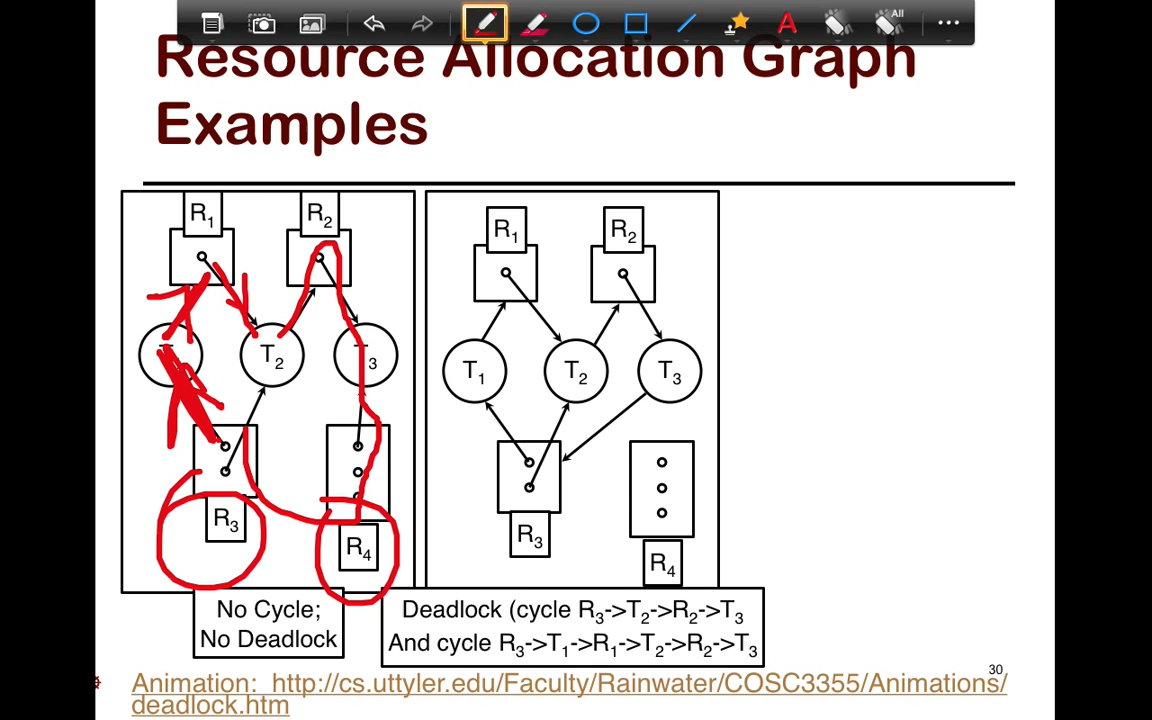 All
A
Resource Allocation Graph
Examples
R1
R2
T2
T3
R3
R4
No Cycle;
No Deadlock
R1
R2
T1
T2
T3
R3
R4
Deadlock (cycle R3->T2->R2->T3
And cycle R3->T1->R1->T2->R2->T3
30
Animation: http://cs.uttyler.edu/Faculty/Rainwater/COSC3355/Animations/
deadlock.htm